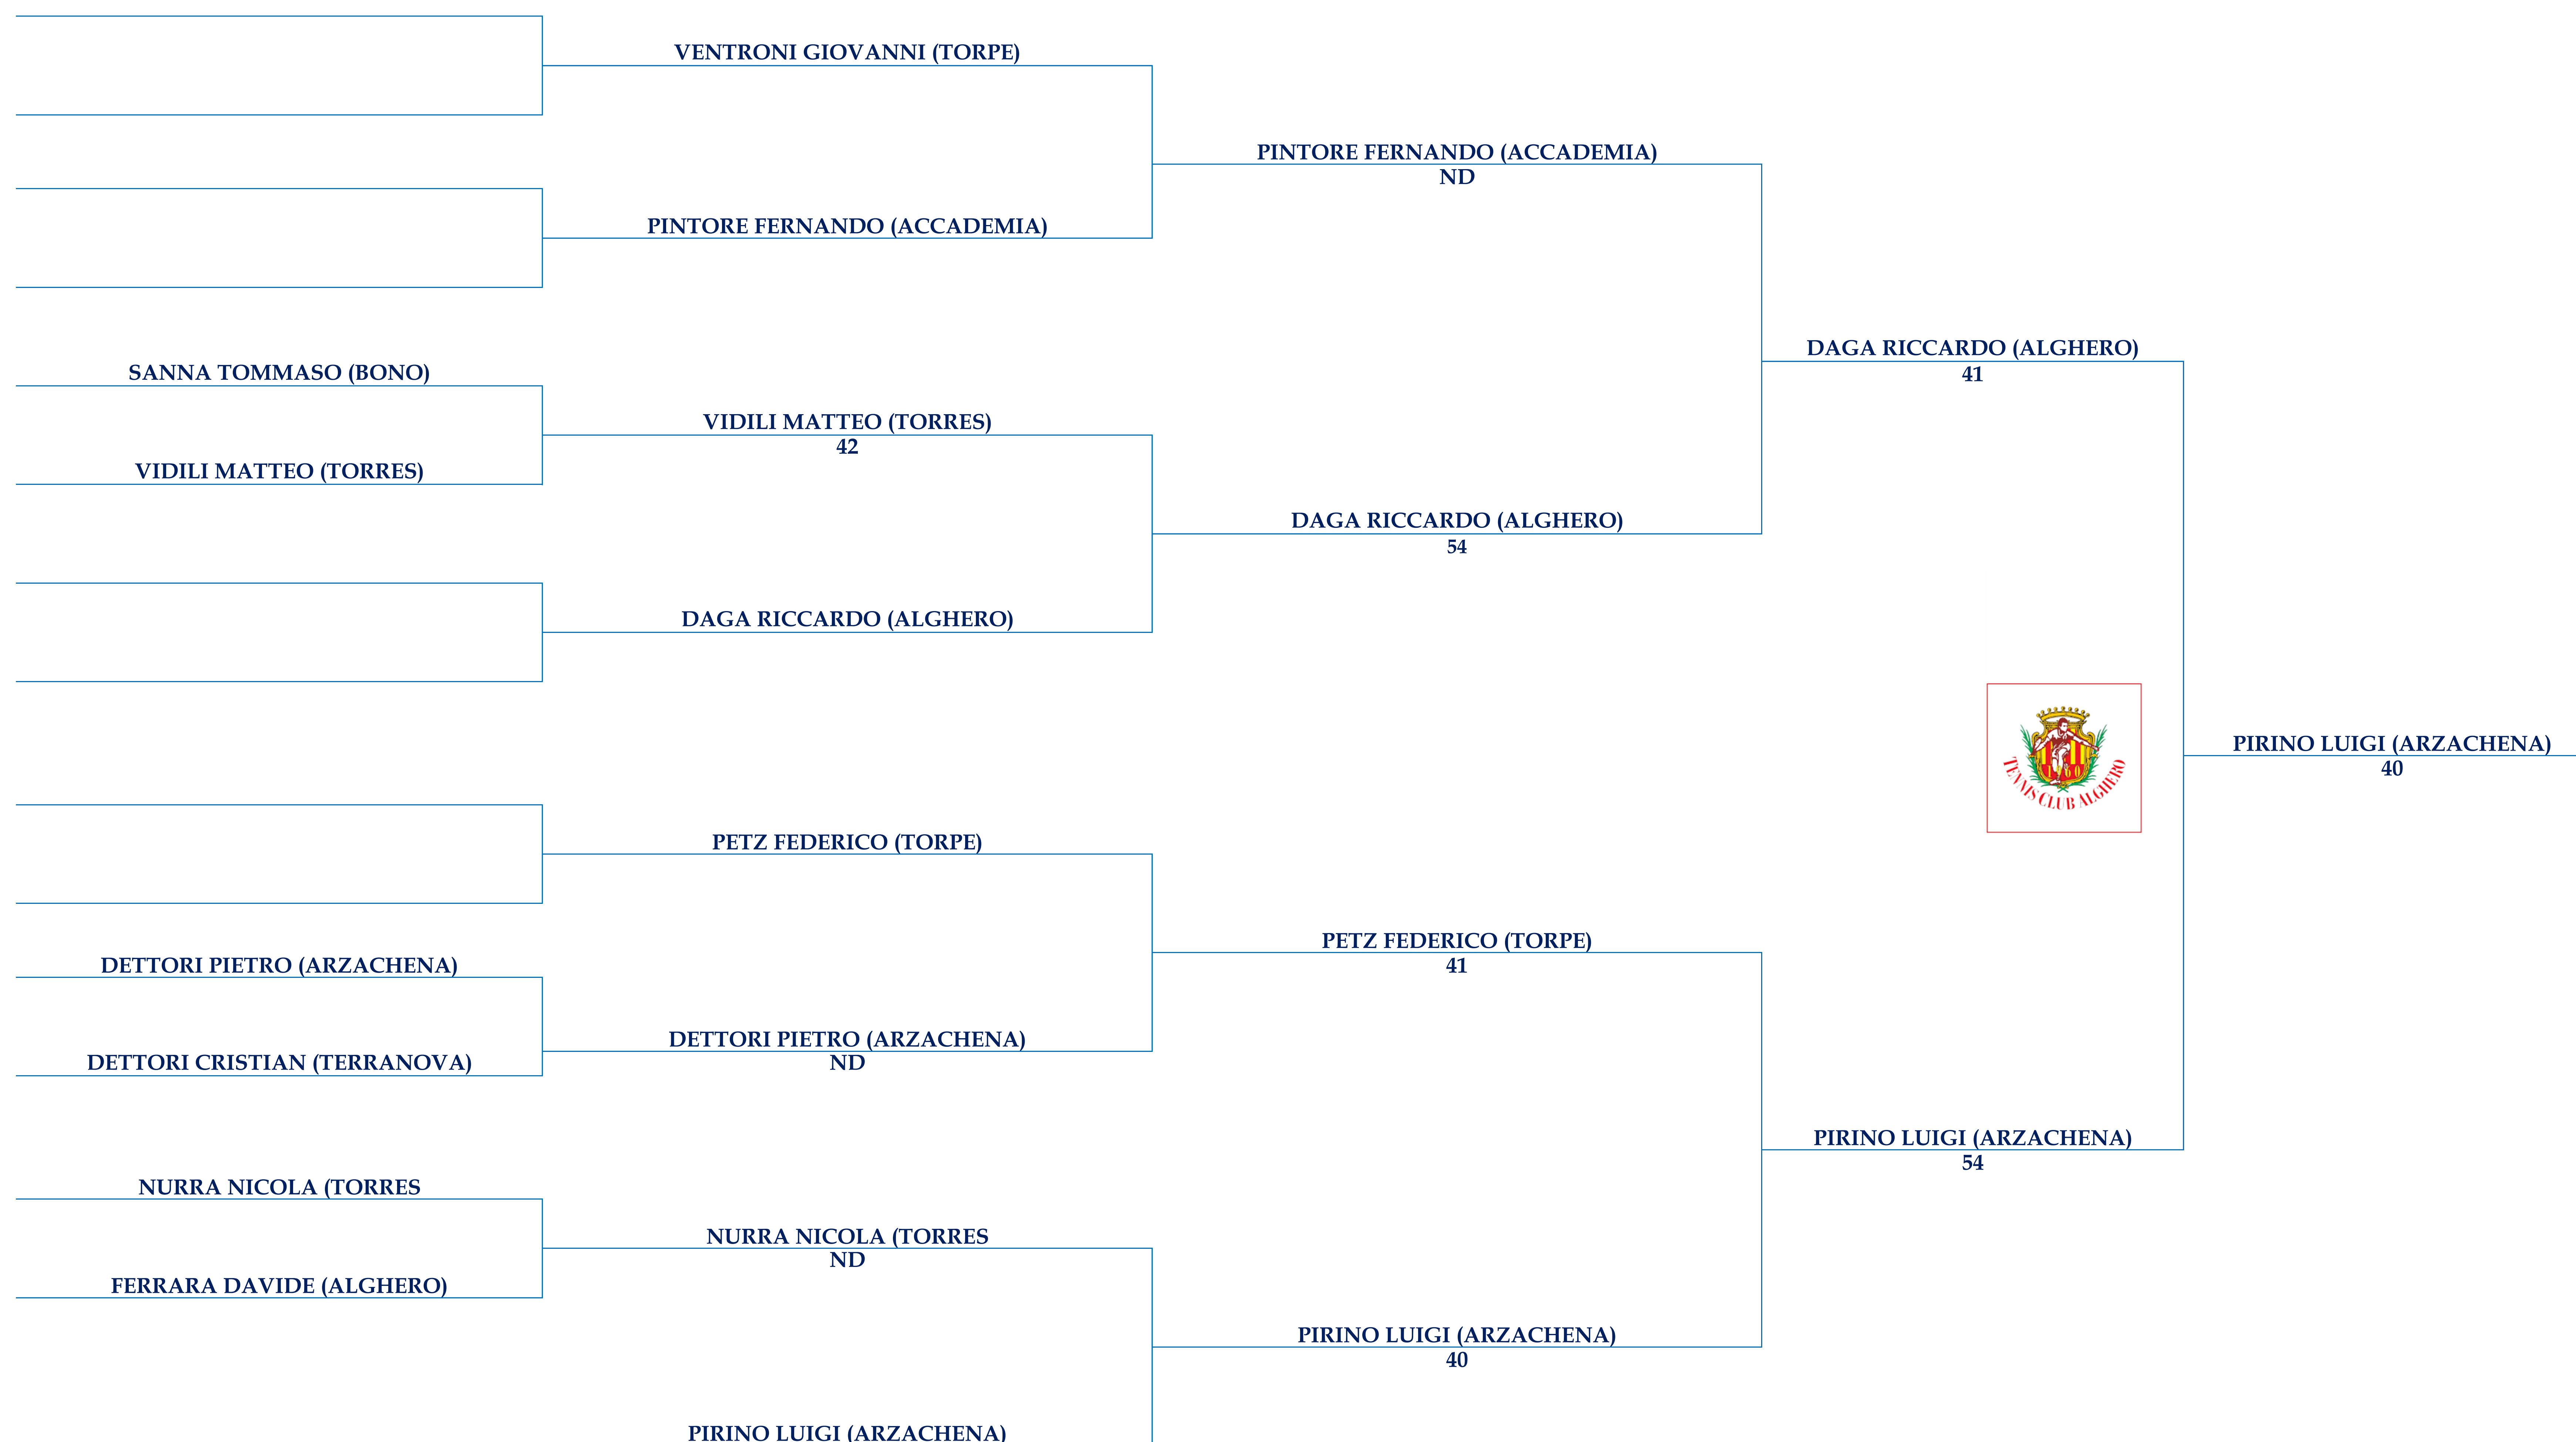 VENTRONI GIOVANNI (TORPE)
PINTORE FERNANDO (ACCADEMIA)
ND
PINTORE FERNANDO (ACCADEMIA)
DAGA RICCARDO (ALGHERO)
41
SANNA TOMMASO (BONO)
VIDILI MATTEO (TORRES)
42
VIDILI MATTEO (TORRES)
DAGA RICCARDO (ALGHERO)
54
DAGA RICCARDO (ALGHERO)
TENNIS CLUB ALGHERO
PIRINO LUIGI (ARZACHENA)
40
PETZ FEDERICO (TORPE)
PETZ FEDERICO (TORPE)
41
DETTORI PIETRO (ARZACHENA)
DETTORI PIETRO (ARZACHENA)
ND
DETTORI CRISTIAN (TERRANOVA)
PIRINO LUIGI (ARZACHENA)
54
NURRA NICOLA (TORRES
NURRA NICOLA (TORRES
ND
FERRARA DAVIDE (ALGHERO)
PIRINO LUIGI (ARZACHENA)
40
PIRINO LUIGI (ARZACHENA)